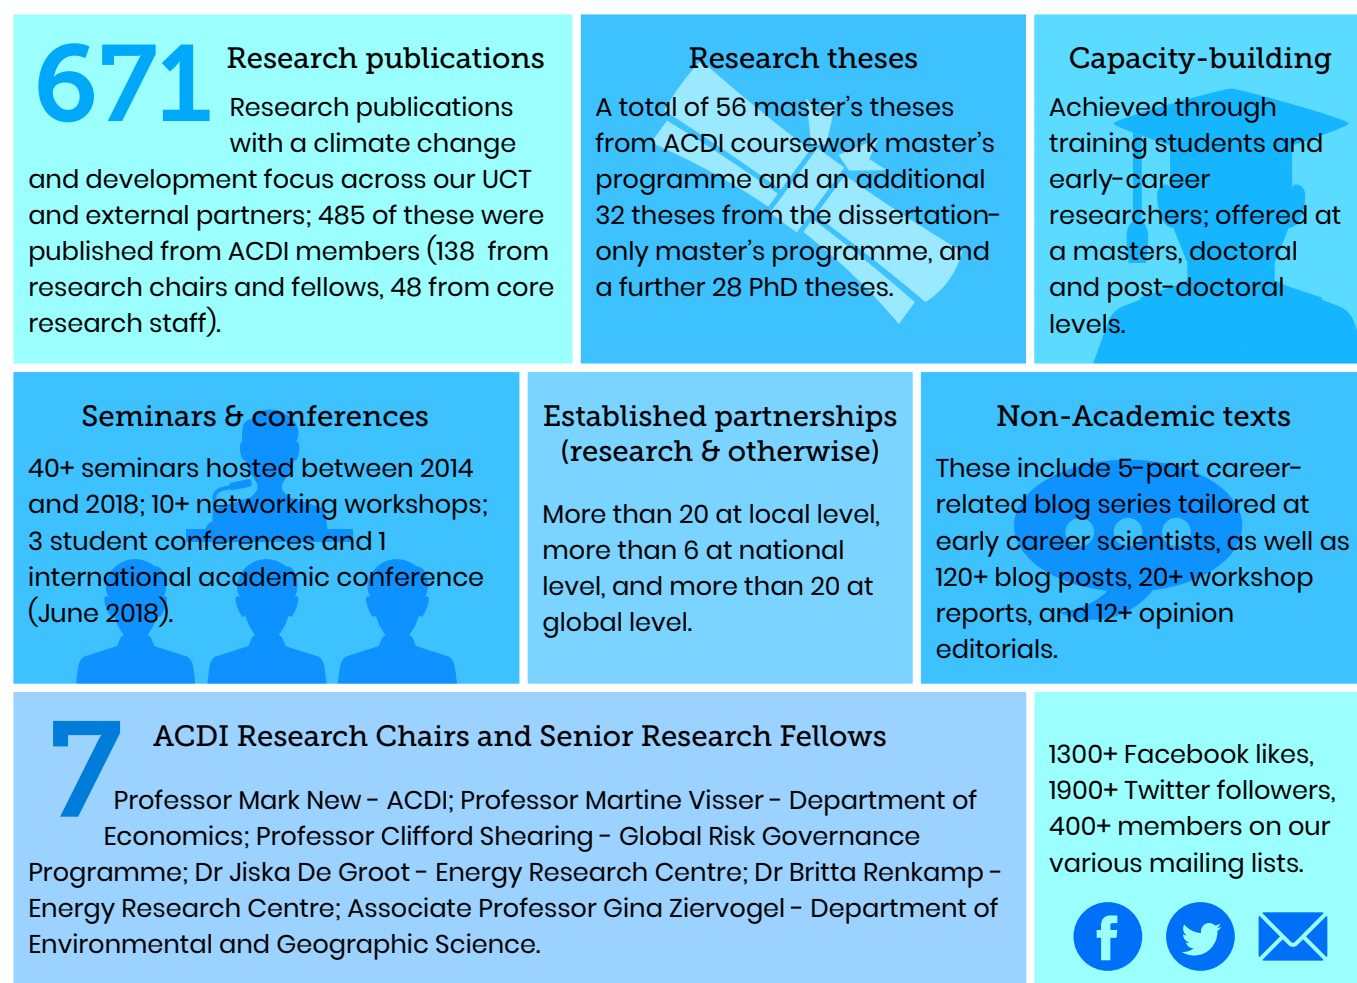 671
Research publications
Research publications
with a climate change
and development focus across our UCT
and external partners; 485 of these were
published from ACDI members (138 from
research chairs and fellows, 48 from core
research staff).
Research theses
A total of 56 master's theses
from ACDI coursework master's
programme and an additional
32 theses from the dissertation-
only master's programme, and
a further 28 PhD theses.
Capacity-building
Achieved through
training students and
early-career
researchers; offered at
a masters, doctoral
and post-doctoral
levels.
Seminars & conferences
40+ seminars hosted between 2014
and 2018; 10+ networking workshops;
3 student conferences and 1
international academic conference
(June 2018).
Established partnerships
(research & otherwise)
More than 20 at local level,
more than 6 at national
level, and more than 20 at
global level.
Non-Academic texts
These include 5-part career-
related blog series tailored at
early career scientists, as well as
120+ blog posts, 20+ workshop
reports, and 12+ opinion
editorials.
7
ACDI Research Chairs and Senior Research Fellows
Professor Mark New - ACDI; Professor Martine Visser - Department of
Economics; Professor Clifford Shearing - Global Risk Governance
Programme; Dr Jiska De Groot - Energy Research Centre; Dr Britta Renkamp -
Energy Research Centre; Associate Professor Gina Ziervogel - Department of
Environmental and Geographic Science.
1300+ Facebook likes,
1900+ Twitter followers,
400+ members on our
various mailing lists.